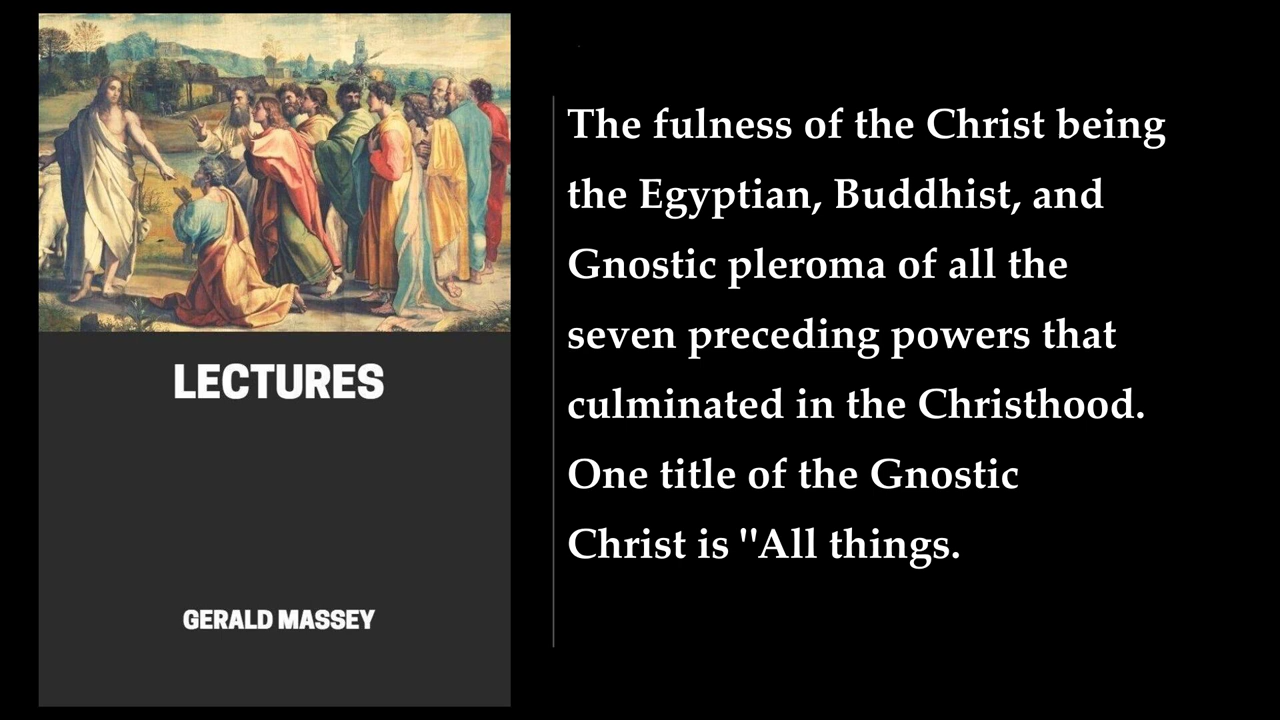 LECTURES
GERALD MASSEY
The fulness of the Christ being
the Egyptian, Buddhist, and
Gnostic pleroma of all the
seven preceding powers that
culminated in the Christhood.
One title of the Gnostic
Christ is "All things.